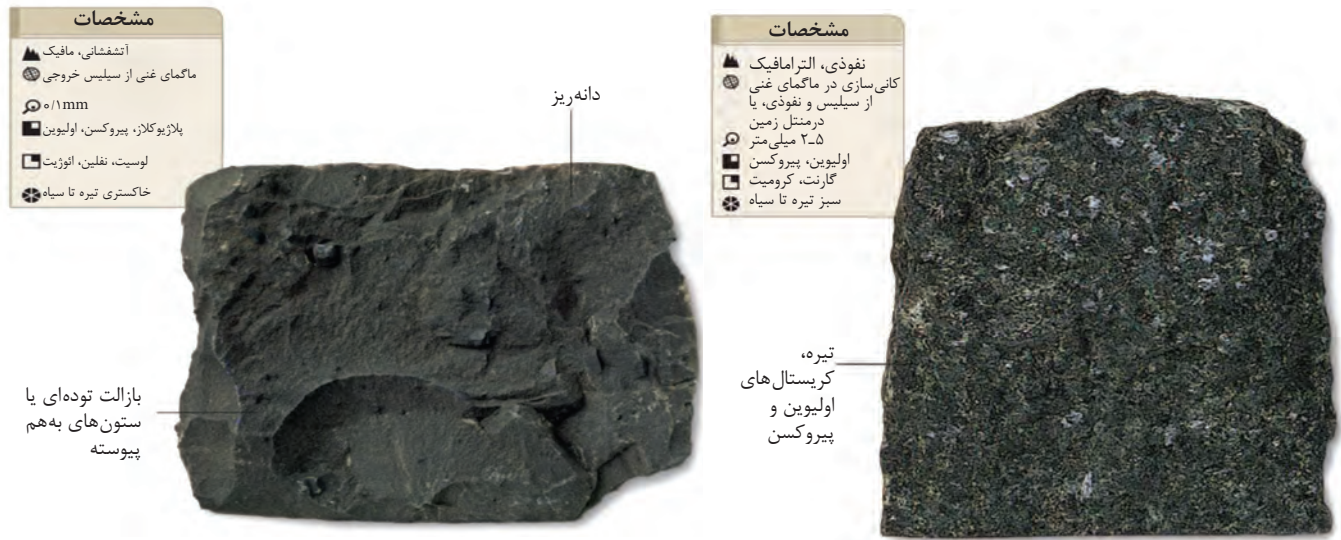 مشخصات
نفوذی، الترامافیک
کانی‌سازی در ماگمای غنی
از سیلیس و نفوذی، یا
درمنتل زمین
۵-۲ میلی‌متر
اولیوین، پیروکسن
گارنت، کرومیت
سبز تیره تا سیاه
تیره،
کریستال‌های
اولیوین و
پیروکسن
مشخصات
آتشفشانی، مافیک
ماگمای غنی از سیلیس خروجی
۰/۱mm
پلاژیوکلاز، پیروکسن، اولیوین
لوسیت، نفلین، ائوژیت
خاکستری تیره تا سیاه
دانه‌ریز
بازالت توده‌ای یا
ستون‌های به‌هم
پیوسته